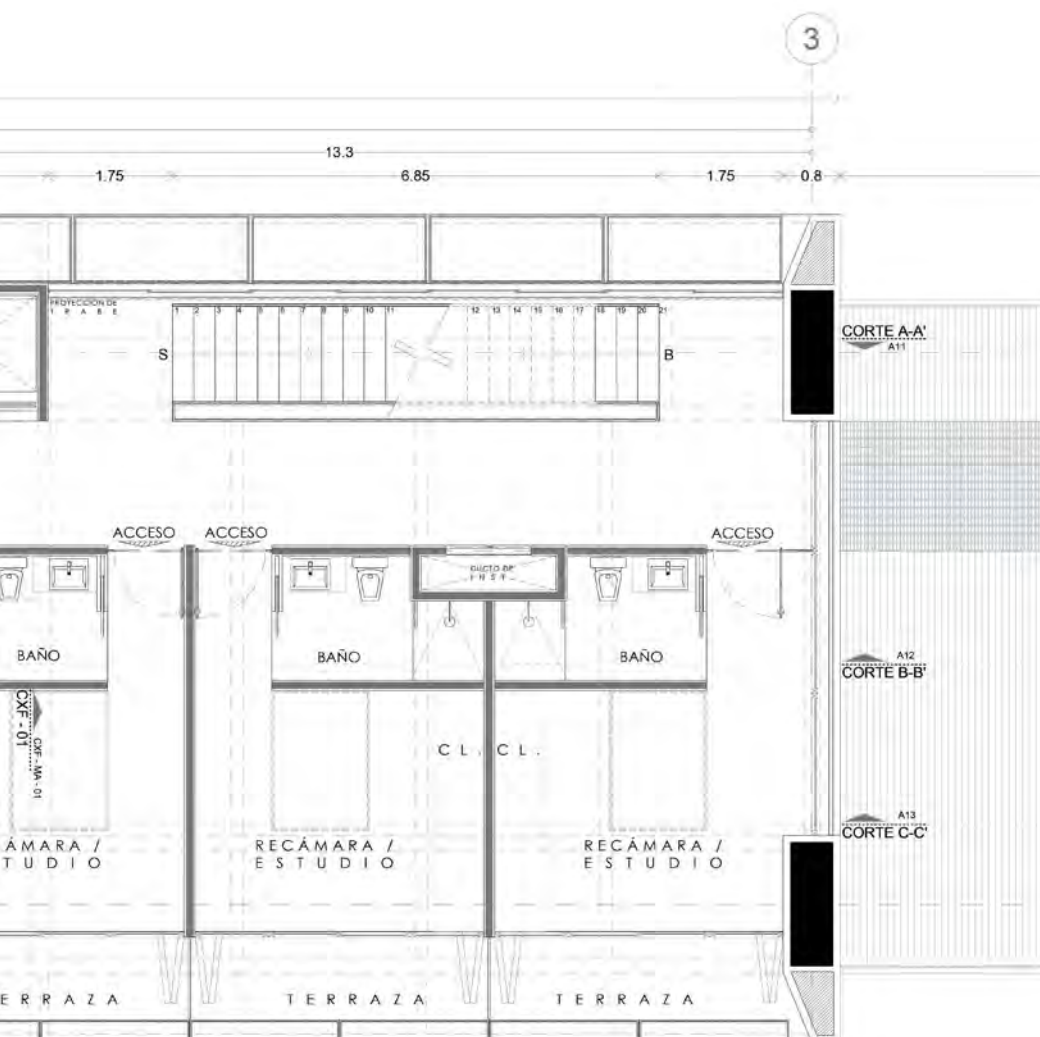 3
13.3
1.75 6.85 1.75 0.8
PROYECCION DE
T R A B E
1 2 3 4 5 6 7 8 9 10 11 12 13 14 15 16 17 18 19 20 21
S B
CORTE A-A'
A11
ACCESO ACCESO ACCESO
DUCTO DE
I N S T .
BAÑO BAÑO BAÑO
A12
CORTE B-B'
CXF - 01
CXF - MA - 01
C L . C L .
A13
CORTE C-C'
ÁMARA / RECÁMARA / RECÁMARA /
TUDIO ESTUDIO ESTUDIO
ERRAZA TERRAZA TERRAZA